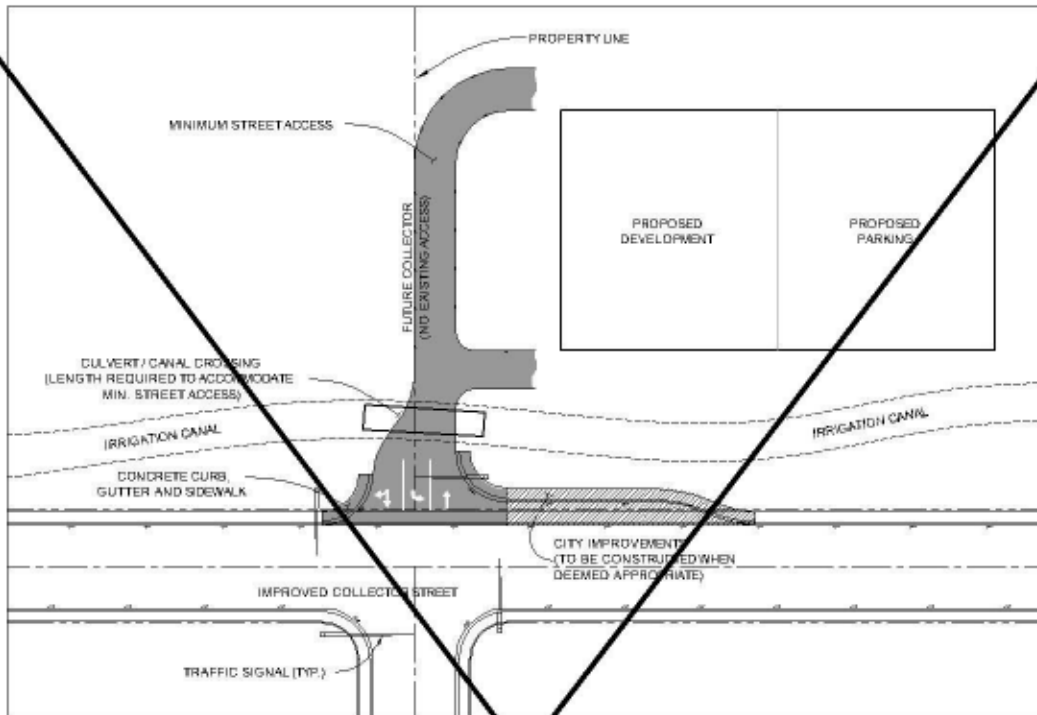 PROPERTY LINE
MINIMUM STREET ACCESS
FUTURE COLLECTOR
(NO EXISTING ACCESS)
PROPOSED
DEVELOPMENT
PROPOSED
PARKING
CULVERT / CANAL CROSSING
(LENGTH REQUIRED TO ACCOMMODATE
MIN. STREET ACCESS)
IRRIGATION CANAL
IRRIGATION CANAL
CONCRETE CURB,
GUTTER AND SIDEWALK
CITY IMPROVEMENTS
(TO BE CONSTRUCTED WHEN
DEEMED APPROPRIATE)
IMPROVED COLLECTOR STREET
TRAFFIC SIGNAL (TYP.)